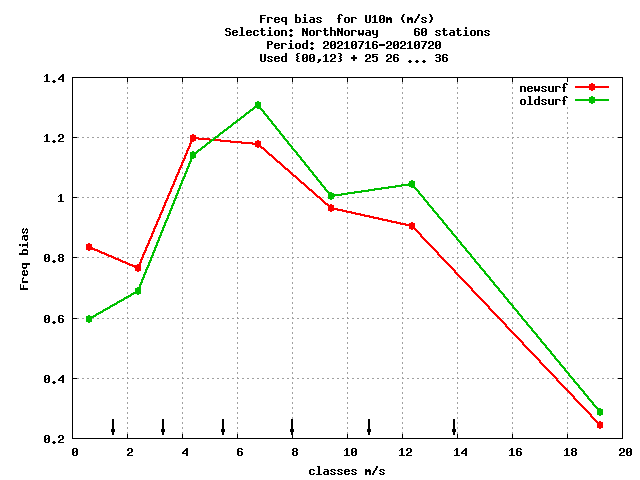 Freq bias  for U10m (m/s)
Selection: NorthNorway     60 stations
Period: 20210716-20210720
Used {00,12} + 25 26 ... 36
newsurf
oldsurf
1.4
1.2
1
0.8
0.6
0.4
0.2
Freq bias
0 2 4 6 8 10 12 14 16 18 20
classes m/s